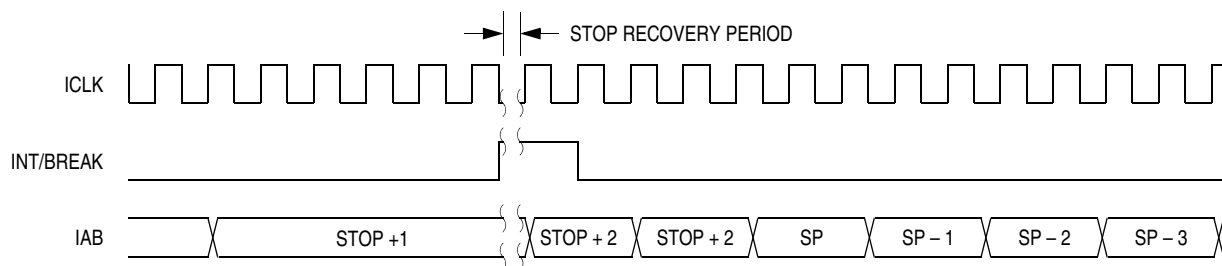 STOP RECOVERY PERIOD
ICLK
INT/BREAK
IAB
STOP +1
STOP + 2
STOP + 2
SP
SP – 1
SP – 2
SP – 3